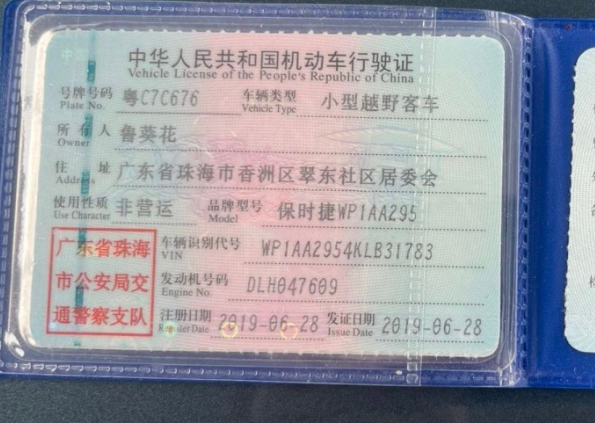 中华人民共和国机动车行驶证
Vehicle License of the People's Republic of China
号牌号码 粤C7C676 车辆类型 小型越野客车
Plate No. Vehicle Type
所有人 鲁葵花
Owner
住址 广东省珠海市香洲区翠东社区居委会
Address
使用性质 非营运 品牌型号 保时捷WP1AA295
Use Character Model
广东省珠海
市公安局交
通警察支队
车辆识别代号 WP1AA2954KLB31783
VIN
发动机号码 DLH047609
Engine No.
注册日期 2019-06-28 发证日期 2019-06-28
Register Date Issue Date